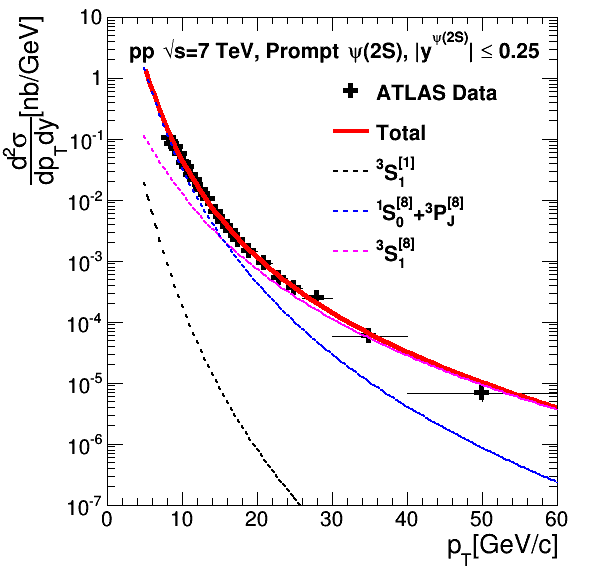 d²σ/dp_Tdy[nb/GeV]
pp √s=7 TeV, Prompt ψ(2S), |y^ψ(2S)| ≤ 0.25
ATLAS Data
Total
³S₁^[1]
¹S₀^[8]+³P_J^[8]
³S₁^[8]
10
1
10⁻¹
10⁻²
10⁻³
10⁻⁴
10⁻⁵
10⁻⁶
10⁻⁷
0 10 20 30 40 50 60
p_T[GeV/c]